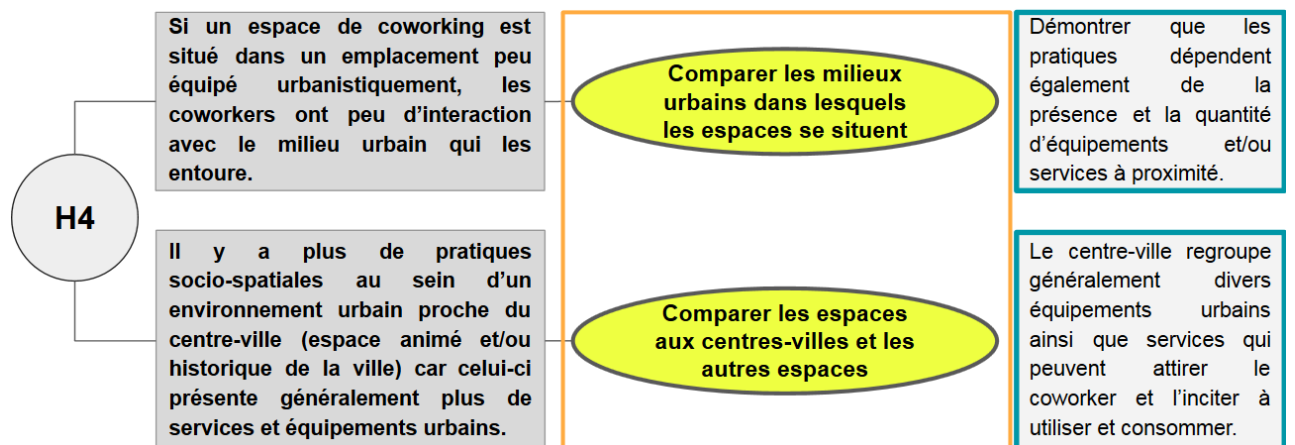 H4
Si un espace de coworking est
situé dans un emplacement peu
équipé urbanistiquement, les
coworkers ont peu d'interaction
avec le milieu urbain qui les
entoure.
Comparer les milieux
urbains dans lesquels
les espaces se situent
Démontrer que les
pratiques dépendent
également de la
présence et la quantité
d'équipements et/ou
services à proximité.
Il y a plus de pratiques
socio-spatiales au sein d'un
environnement urbain proche du
centre-ville (espace animé et/ou
historique de la ville) car celui-ci
présente généralement plus de
services et équipements urbains.
Comparer les espaces
aux centres-villes et les
autres espaces
Le centre-ville regroupe
généralement divers
équipements urbains
ainsi que services qui
peuvent attirer le
coworker et l'inciter à
utiliser et consommer.